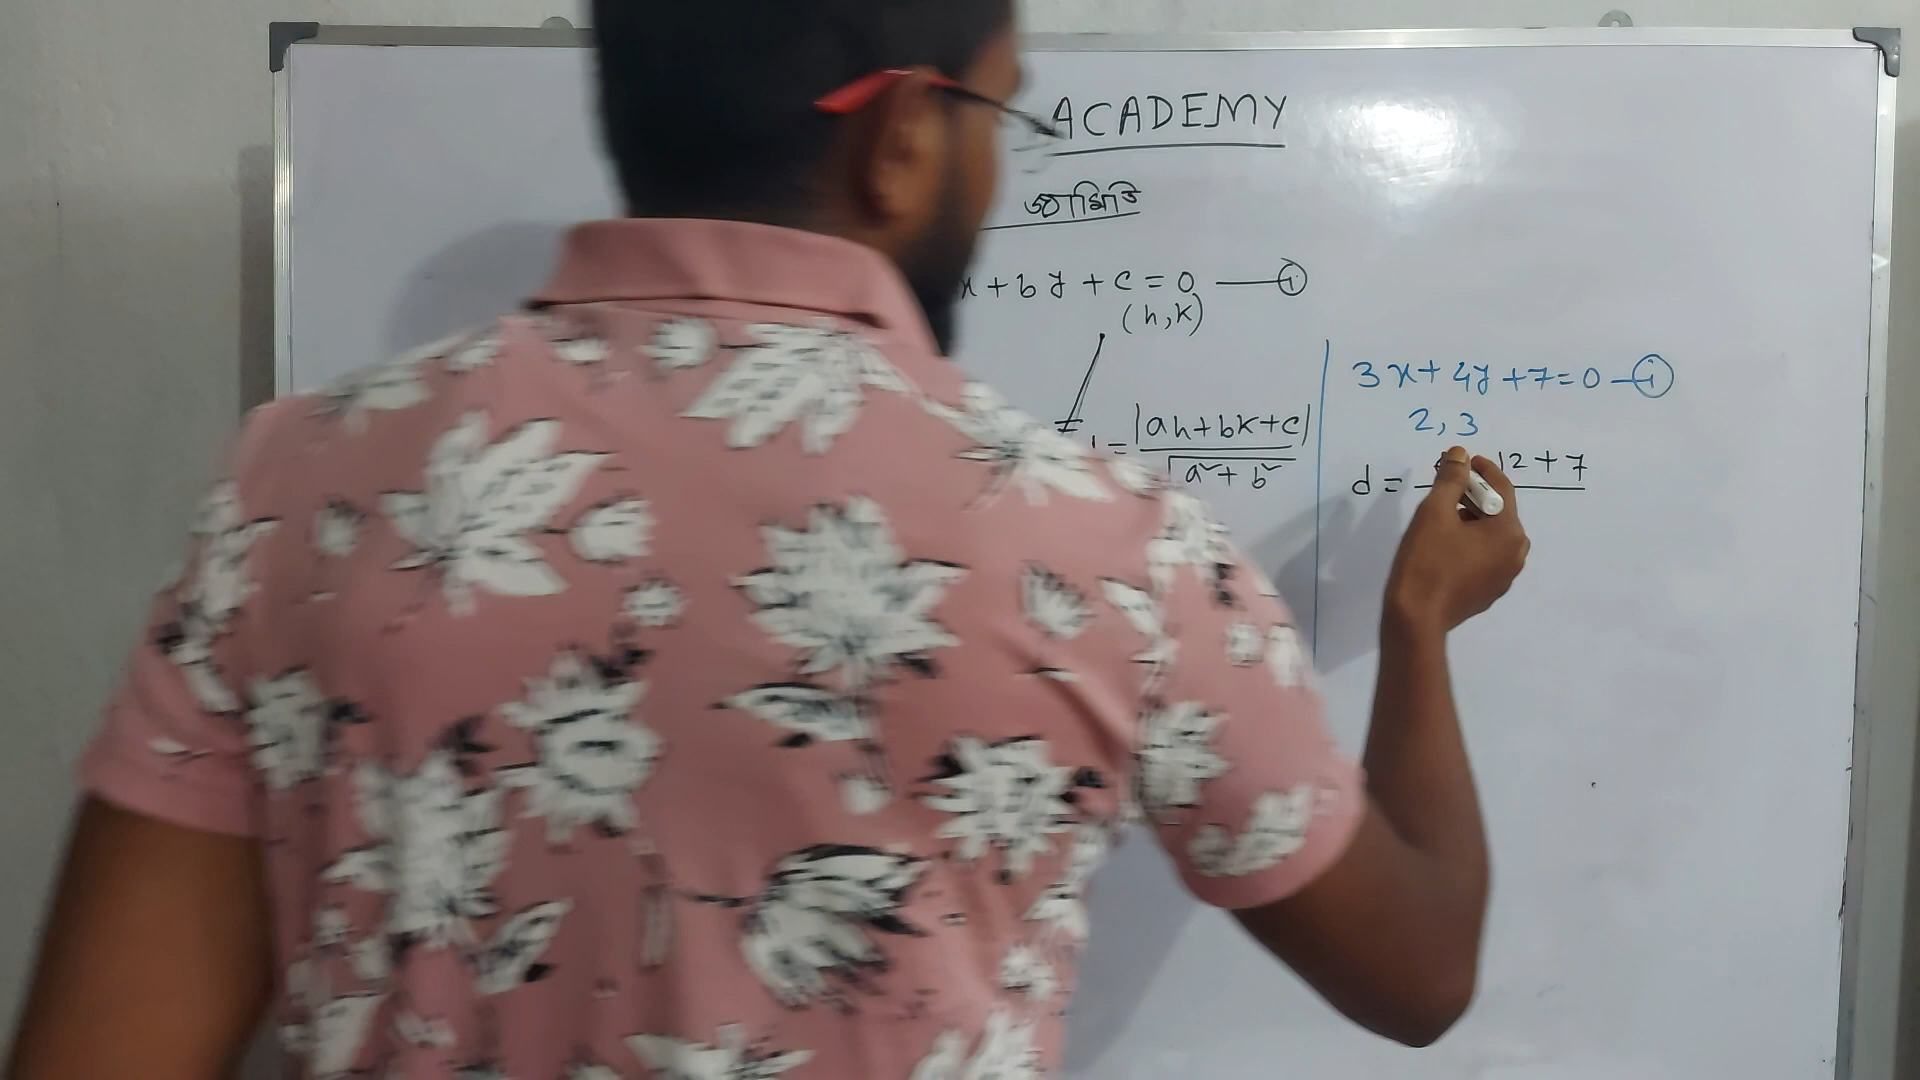 ACADEMY
জ্যামিতি
x + by + c = 0 — ①
(h, k)
= |ah + bk + c|
√a² + b²
3x + 4y + 7 = 0 — ①
2, 3
d = 12 + 7